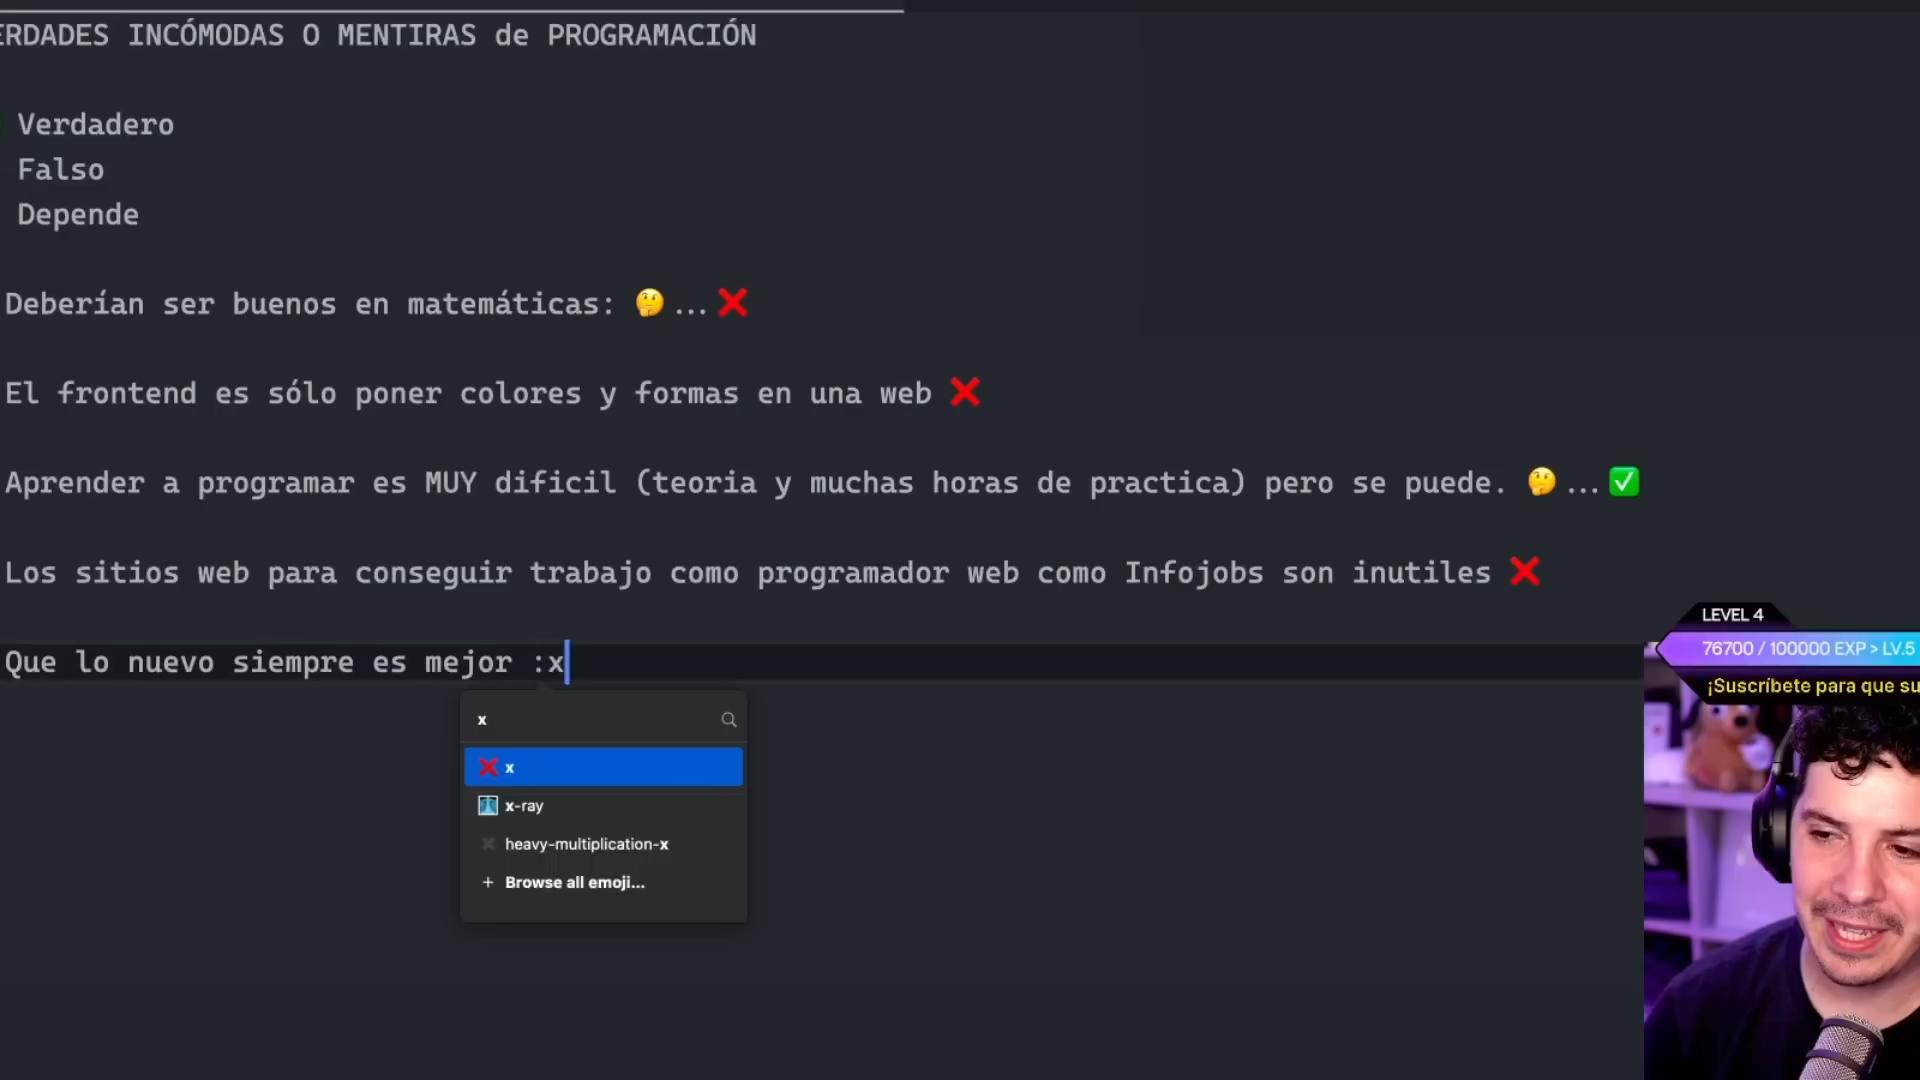 ERDADES INCÓMODAS O MENTIRAS de PROGRAMACIÓN
Verdadero
Falso
Depende
Deberían ser buenos en matemáticas: 🤔...❌
El frontend es sólo poner colores y formas en una web ❌
Aprender a programar es MUY dificil (teoria y muchas horas de practica) pero se puede. 🤔...✅
Los sitios web para conseguir trabajo como programador web como Infojobs son inutiles ❌
Que lo nuevo siempre es mejor :x
x
❌ x
x-ray
heavy-multiplication-x
+ Browse all emoji...
LEVEL 4
76700 / 100000 EXP > LV.5
¡Suscríbete para que su